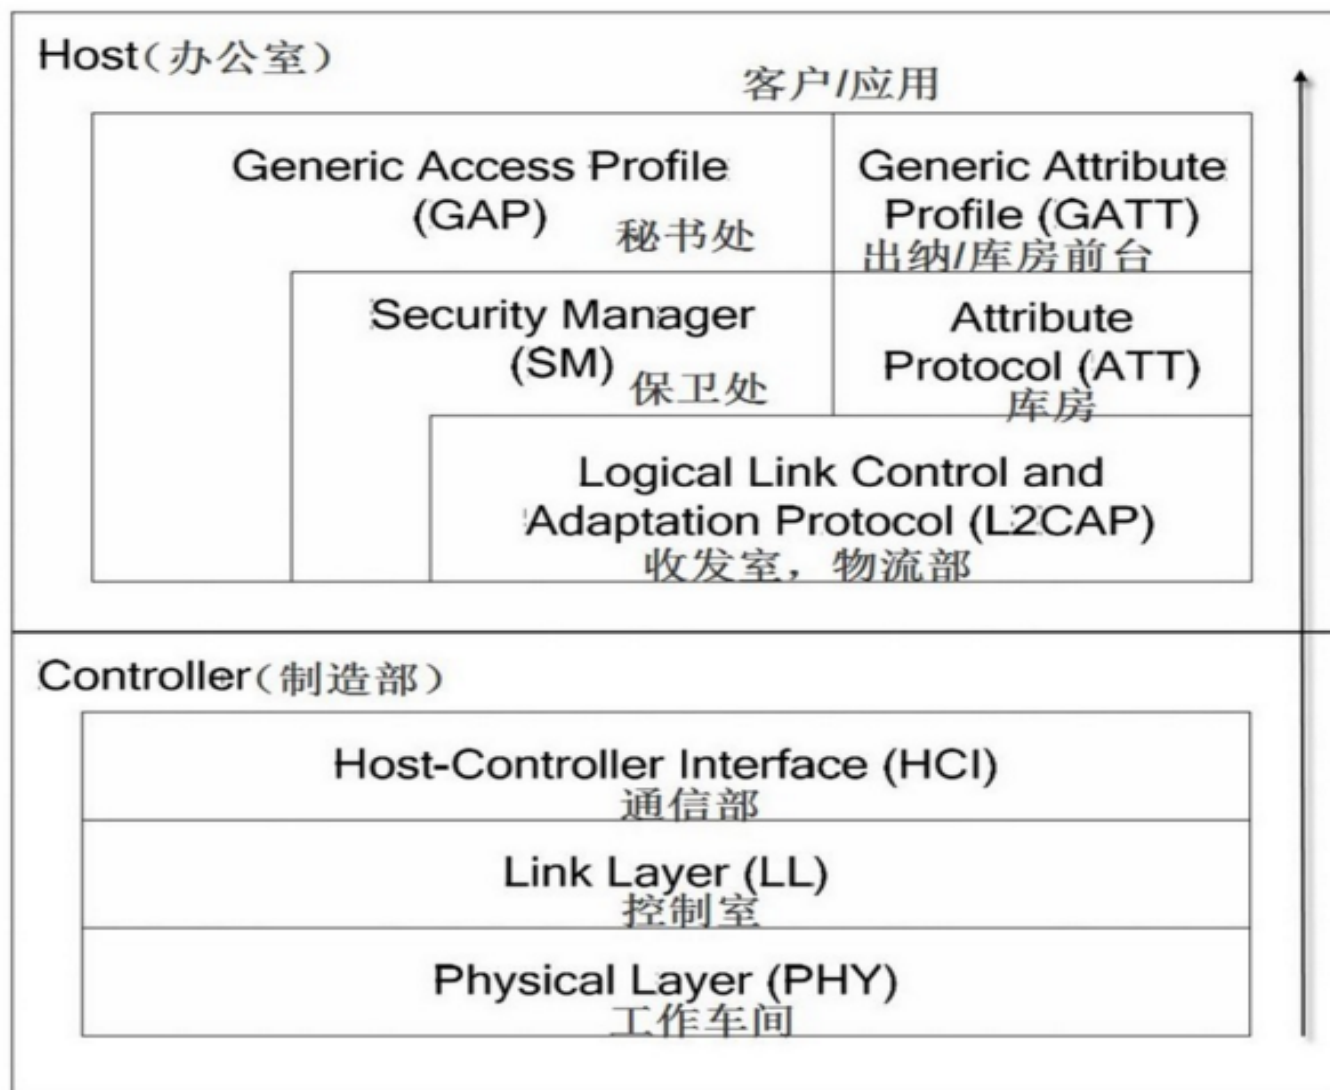 Host（办公室）
客户/应用
Generic Access Profile
(GAP)
秘书处
Generic Attribute
Profile (GATT)
出纳/库房前台
Security Manager
(SM)
保卫处
Attribute
Protocol (ATT)
库房
Logical Link Control and
Adaptation Protocol (L2CAP)
收发室，物流部
Controller（制造部）
Host-Controller Interface (HCI)
通信部
Link Layer (LL)
控制室
Physical Layer (PHY)
工作车间